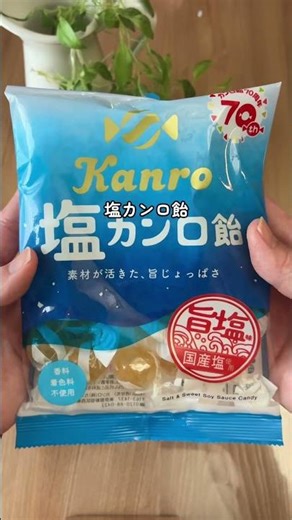 70th
Kanro
塩カンロ飴
塩カンロ飴
素材が活きた、旨じょっぱさ
香料
着色料
不使用
旨塩味
国産塩
Salt & Sweet Soy Sauce Candy